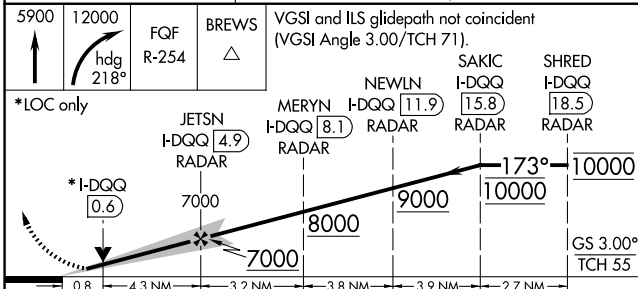 5900
12000
hdg
218°
FQF
R-254
BREWS
VGSI and ILS glidepath not coincident
(VGSI Angle 3.00/TCH 71).
*LOC only
SAKIC
I-DQQ
15.8
RADAR
SHRED
I-DQQ
18.5
RADAR
NEWLN
I-DQQ 11.9
RADAR
MERYN
I-DQQ 8.1
RADAR
JETSN
I-DQQ 4.9
RADAR
*I-DQQ
0.6
7000
7000
8000
9000
173°
10000
10000
GS 3.00°
TCH 55
0.8
4.3 NM
3.2 NM
3.8 NM
3.9 NM
2.7 NM